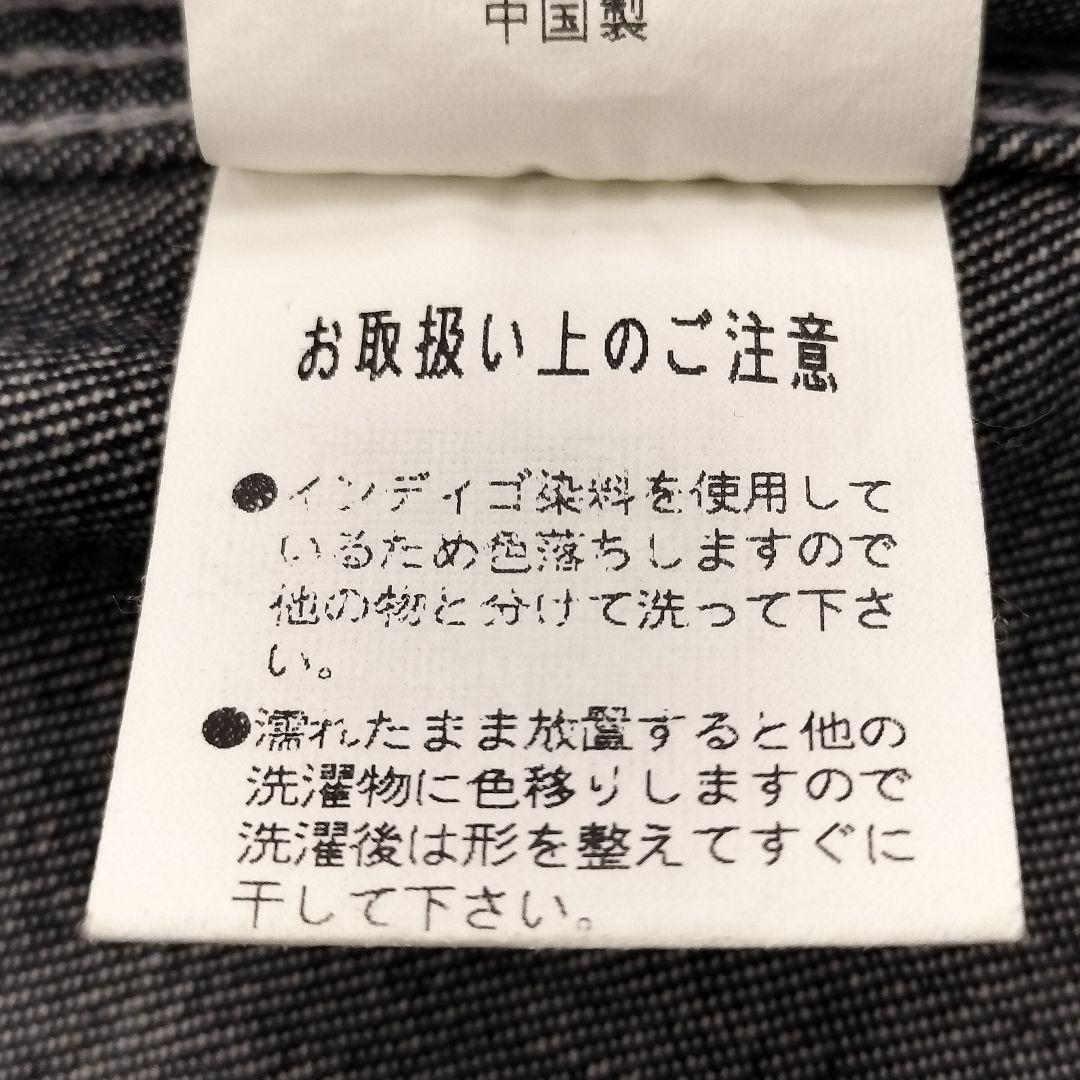 中国製
お取扱い上のご注意
●インディゴ染料を使用して
いるため色落ちしますので
他の物と分けて洗って下さ
い。
●濡れたまま放置すると他の
洗濯物に色移りしますので
洗濯後は形を整えてすぐに
干して下さい。